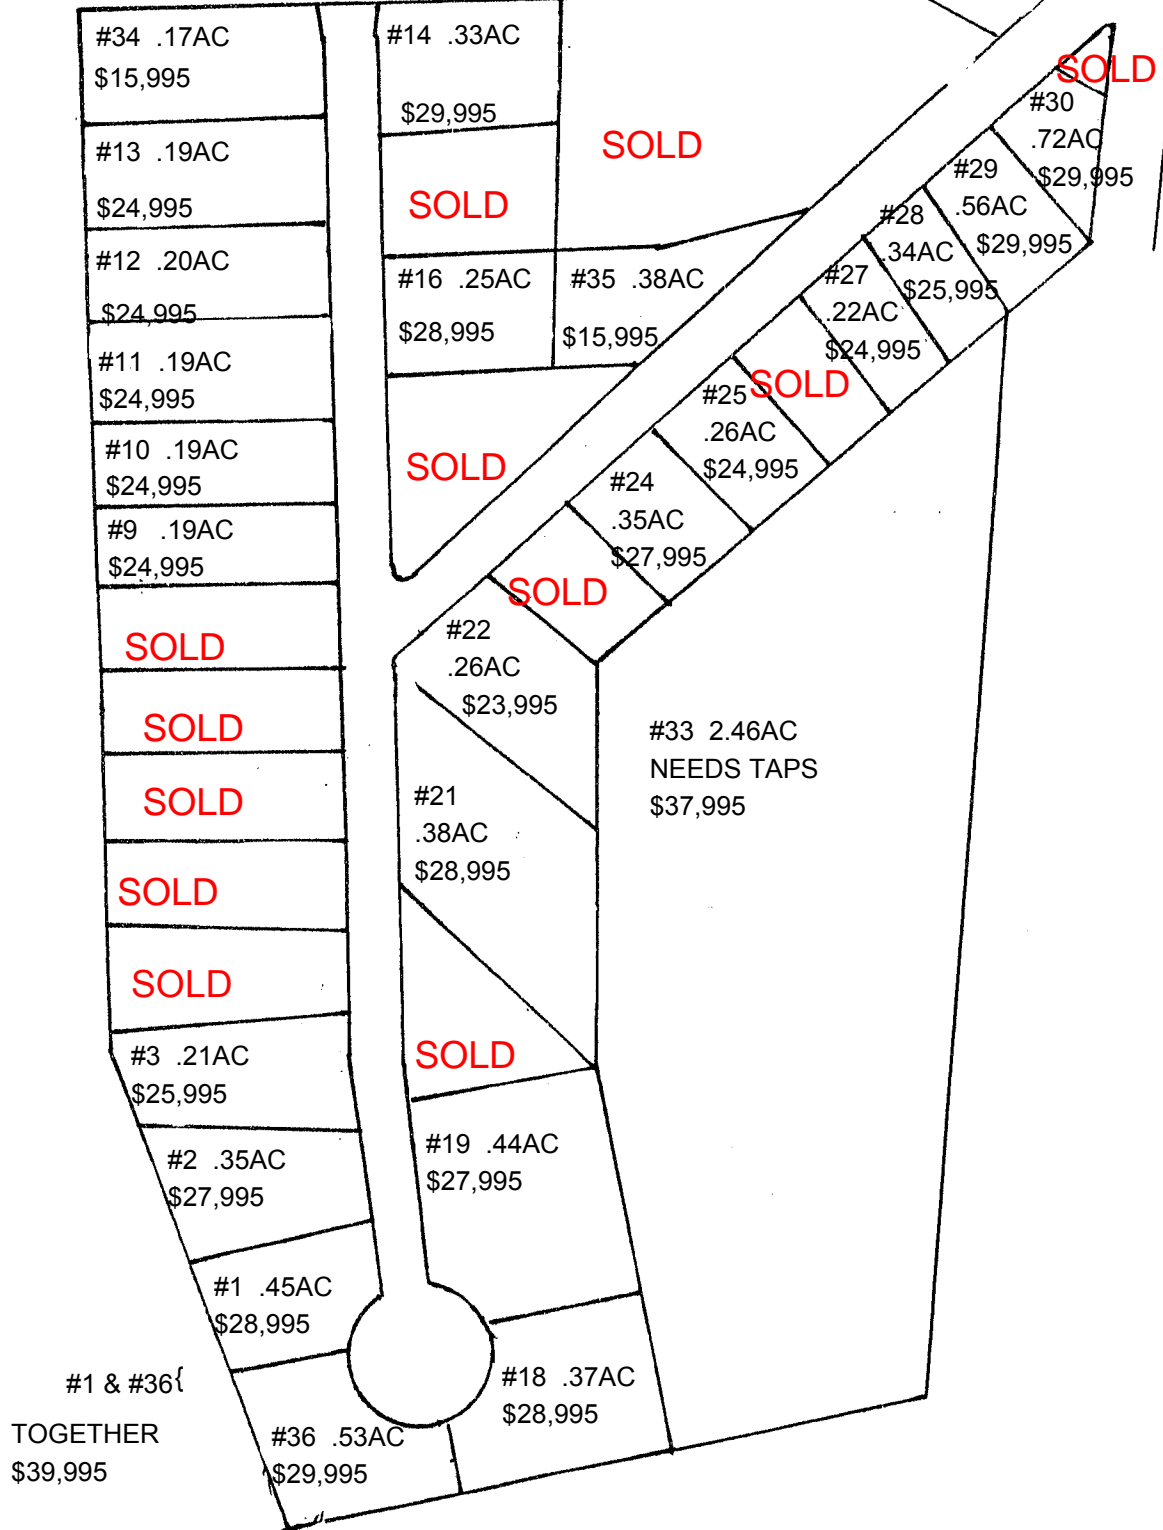 #34 .17AC
$15,995
#13 .19AC
$24,995
#12 .20AC
$24,995
#11 .19AC
$24,995
#10 .19AC
$24,995
#9 .19AC
$24,995
SOLD
SOLD
SOLD
SOLD
SOLD
#3 .21AC
$25,995
#2 .35AC
$27,995
#1 .45AC
$28,995
#1 & #36{
TOGETHER
$39,995
#36 .53AC
$29,995
#14 .33AC
$29,995
SOLD
SOLD
#16 .25AC
$28,995
#35 .38AC
$15,995
SOLD
SOLD
#30
.72AC
$29,995
#29
.56AC
$29,995
#28
.34AC
$25,995
#27
.22AC
$24,995
SOLD
#25
.26AC
$24,995
#24
.35AC
$27,995
SOLD
#22
.26AC
$23,995
#21
.38AC
$28,995
SOLD
#19 .44AC
$27,995
#18 .37AC
$28,995
#33 2.46AC
NEEDS TAPS
$37,995